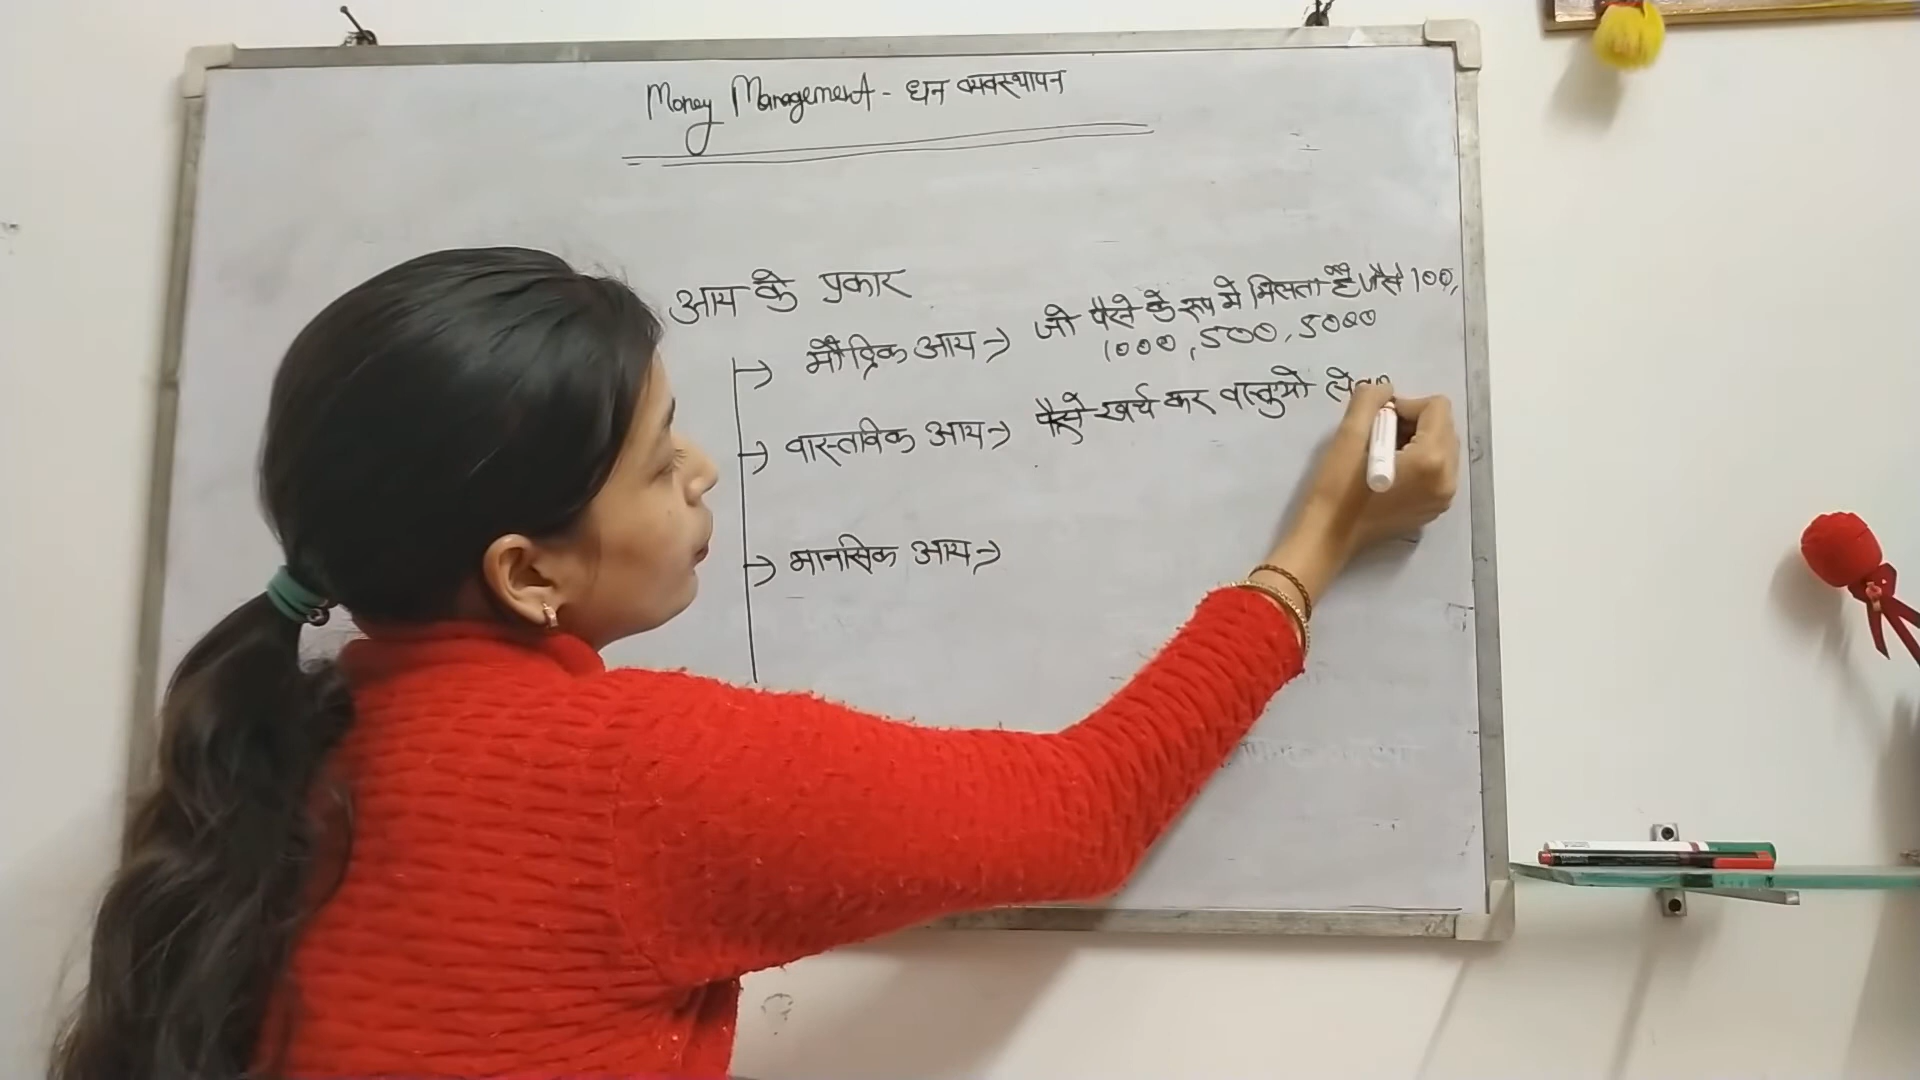 Money Management - धन व्यवस्थापन
आय के प्रकार
→ मौद्रिक आय → जो पैसे के रूप में मिलता है। जैसे 100,
1000, 500, 5000
→ वास्तविक आय → पैसे खर्च कर वास्तुओ
→ मानसिक आय →